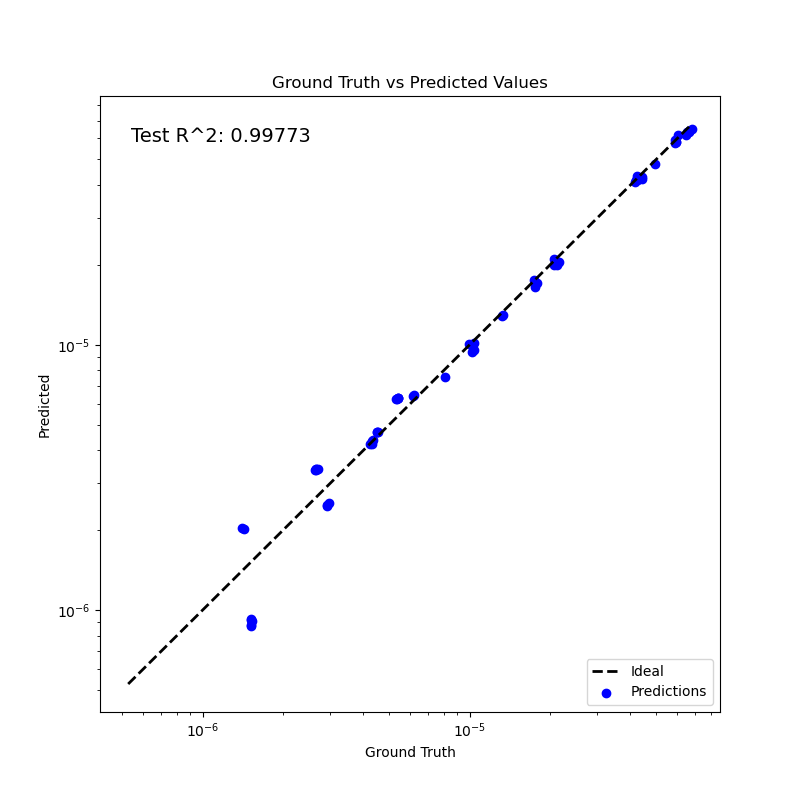 Ground Truth vs Predicted Values
Test R^2: 0.99773
Predicted
10⁻⁵
10⁻⁶
Ideal
Predictions
10⁻⁶
10⁻⁵
Ground Truth